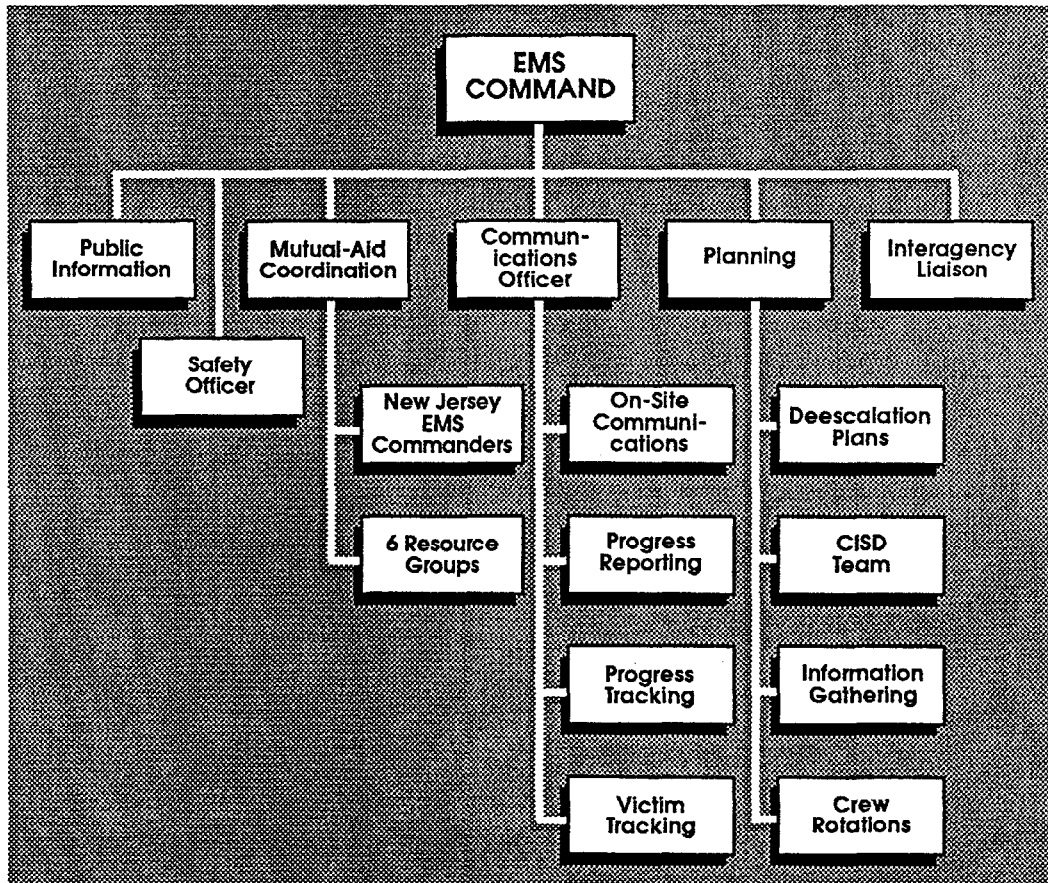 EMS
COMMAND
Public
Information
Mutual-Aid
Coordination
Commun-
ications
Officer
Planning
Interagency
Liaison
Safety
Officer
New Jersey
EMS
Commanders
On-Site
Communi-
cations
Deescalation
Plans
6 Resource
Groups
Progress
Reporting
CISD
Team
Progress
Tracking
Information
Gathering
Victim
Tracking
Crew
Rotations